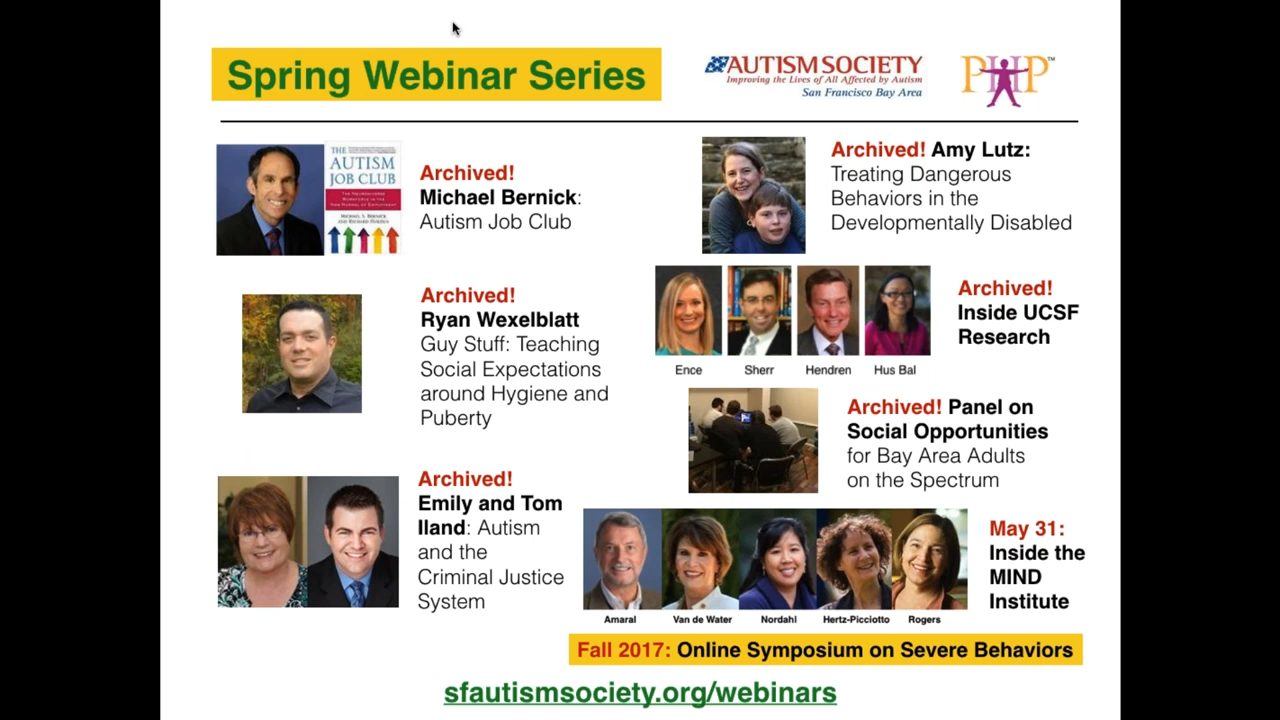 Spring Webinar Series
AUTISM SOCIETY
Improving the Lives of All Affected by Autism
San Francisco Bay Area
PHP™
THE
AUTISM
JOB CLUB
Archived!
Michael Bernick:
Autism Job Club
Archived!
Ryan Wexelblatt
Guy Stuff: Teaching
Social Expectations
around Hygiene and
Puberty
Archived!
Emily and Tom
Iland: Autism
and the
Criminal Justice
System
Archived! Amy Lutz:
Treating Dangerous
Behaviors in the
Developmentally Disabled
Ence Sherr Hendren Hus Bal
Archived!
Inside UCSF
Research
Archived! Panel on
Social Opportunities
for Bay Area Adults
on the Spectrum
Amaral Van de Water Nordahl Hertz-Picciotto Rogers
May 31:
Inside the
MIND
Institute
Fall 2017: Online Symposium on Severe Behaviors
sfautismsociety.org/webinars